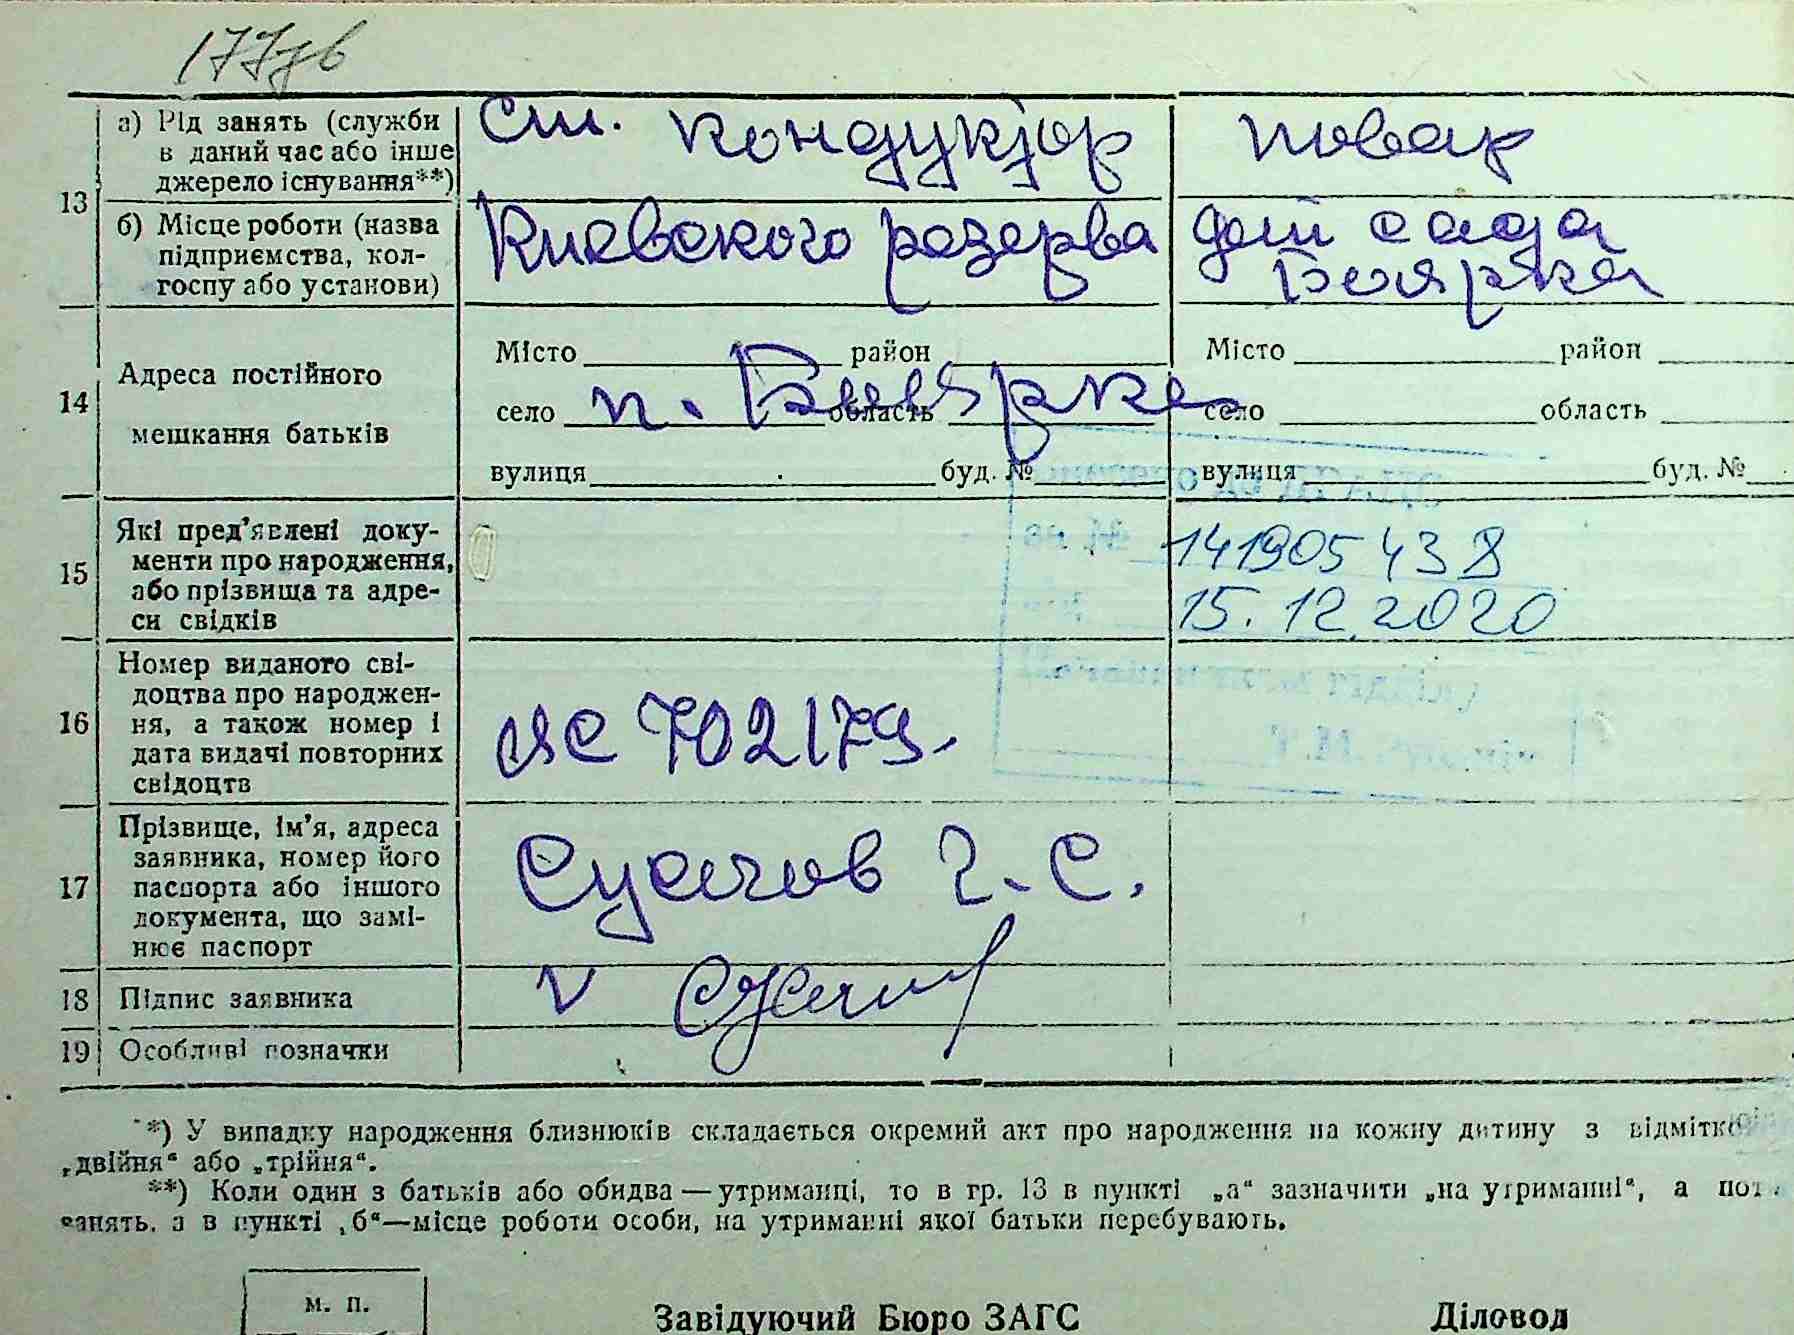 177зв
13
а) Рід занять (служби в даний час або інше джерело існування**)
ст. кондуктор
повар
б) Місце роботи (назва підприємства, колгоспу або установи)
Киевского резерва
дет сада
Боярка
14
Адреса постійного мешкання батьків
Місто район
Місто район
село п. Боярка область
село область
вулиця буд. №
вулиця буд. №
15
Які пред'явлені документи про народження, або прізвища та адреси свідків
141905438
15.12.2020
16
Номер виданого свідоцтва про народження, а також номер і дата видачі повторних свідоцтв
ЯС 702179.
17
Прізвище, ім'я, адреса заявника, номер його паспорта або іншого документа, що замінює паспорт
Сусачов Г. С.
18
Підпис заявника
V
19
Особливі позначки
*) У випадку народження близнюків складається окремий акт про народження на кожну дитину з відмітк
„двійня“ або „трійня“.
**) Коли один з батьків або обидва — утриманці, то в гр. 13 в пункті „а“ зазначити „на утриманні“, а пот
занять, а в пункті „б“—місце роботи особи, на утриманні якої батьки перебувають.
м. п.
Завідуючий Бюро ЗАГС
Діловод